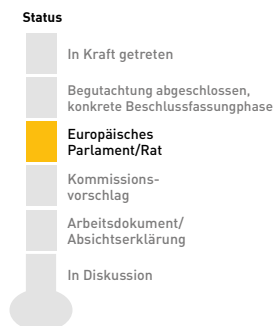 Status
In Kraft getreten
Begutachtung abgeschlossen,
konkrete Beschlussfassungphase
Europäisches
Parlament/Rat
Kommissions-
vorschlag
Arbeitsdokument/
Absichtserklärung
In Diskussion